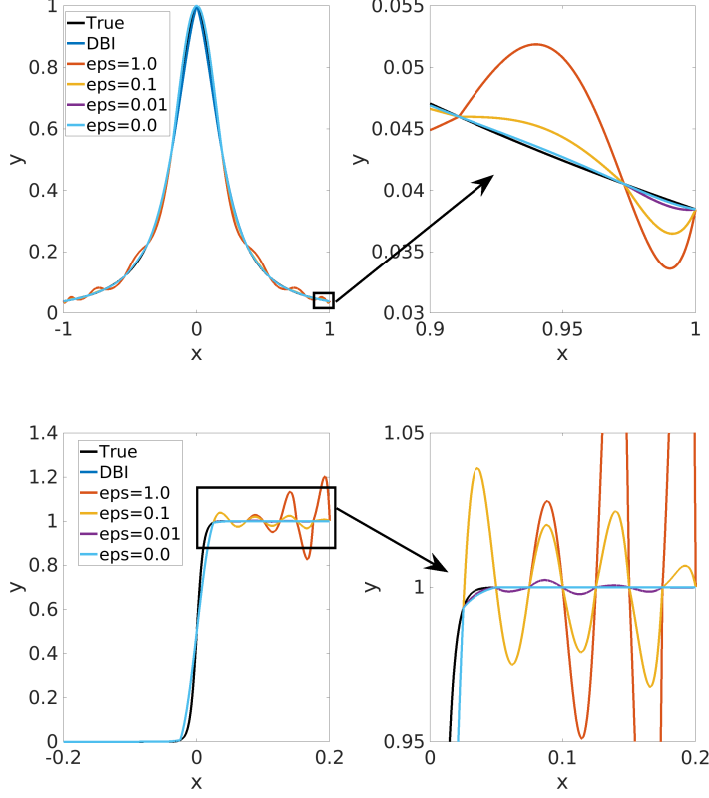 1
0.8
0.6
0.4
0.2
0
y
-1
0
1
x
True
DBI
eps=1.0
eps=0.1
eps=0.01
eps=0.0
0.055
0.05
0.045
0.04
0.035
0.03
y
0.9
0.95
1
x
1.4
1.2
1
0.8
0.6
0.4
0.2
0
y
-0.2
0
0.2
x
True
DBI
eps=1.0
eps=0.1
eps=0.01
eps=0.0
1.05
1
0.95
y
0
0.1
0.2
x